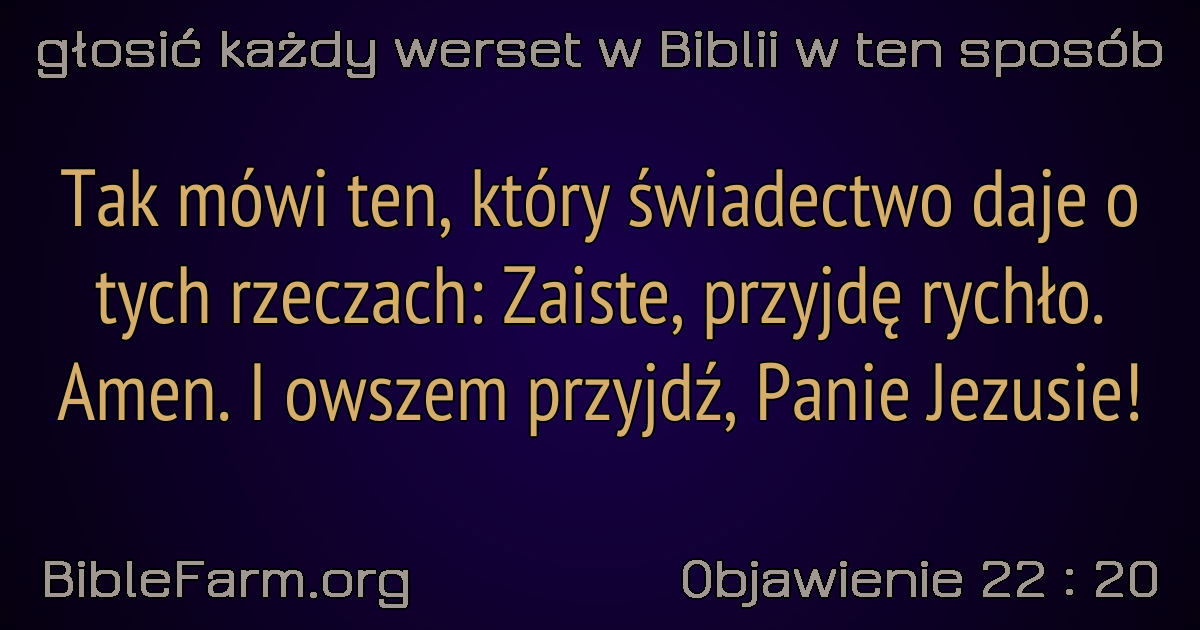 głosić każdy werset w Biblii w ten sposób
Tak mówi ten, który świadectwo daje o
tych rzeczach: Zaiste, przyjdę rychło.
Amen. I owszem przyjdź, Panie Jezusie!
BibleFarm.org
Objawienie 22 : 20